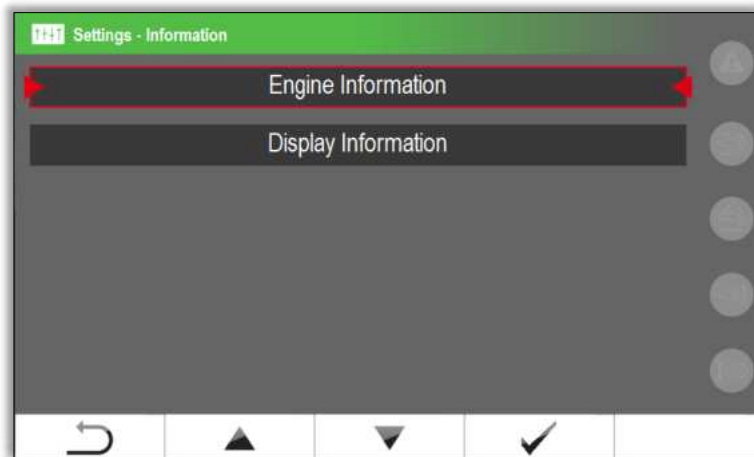 Settings - Information
Engine Information
Display Information